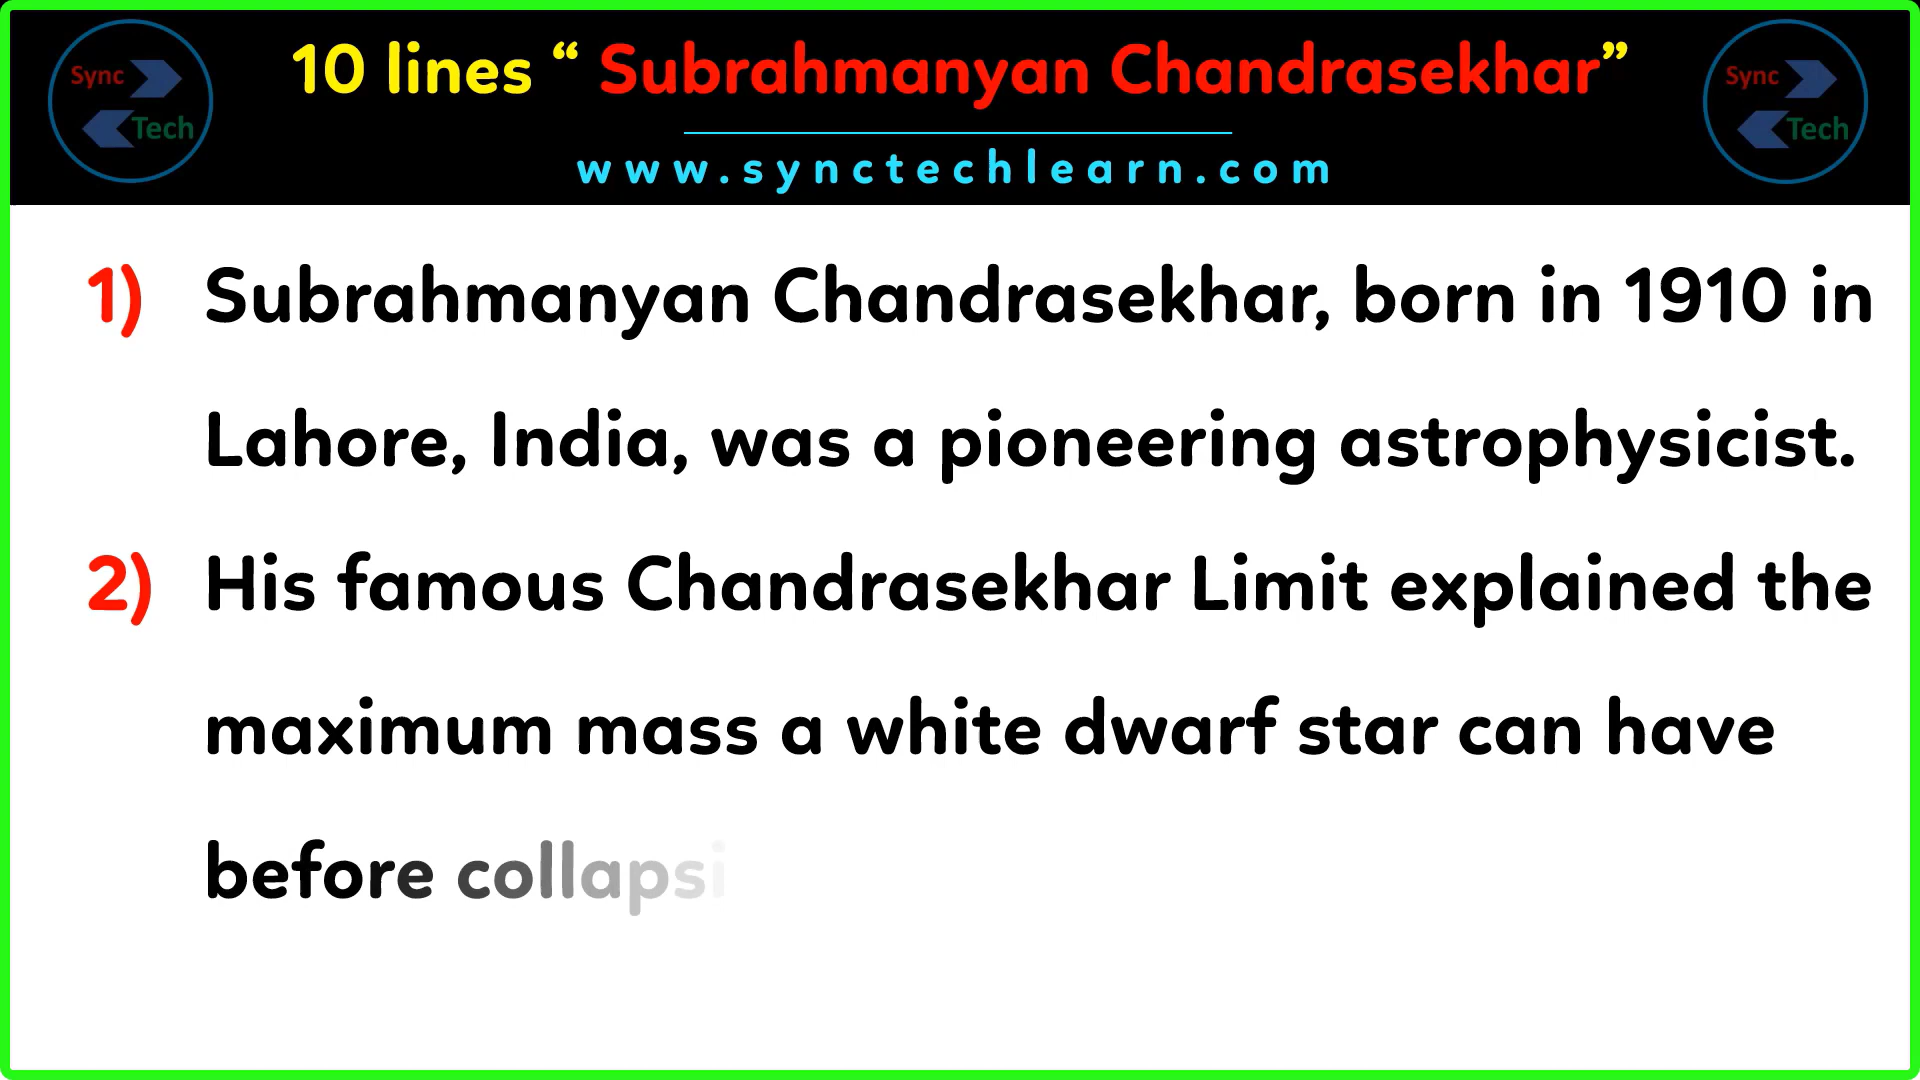 Sync
Tech
10 lines “ Subrahmanyan Chandrasekhar”
Sync
Tech
www.synctechlearn.com
1) Subrahmanyan Chandrasekhar, born in 1910 in
Lahore, India, was a pioneering astrophysicist.
2) His famous Chandrasekhar Limit explained the
maximum mass a white dwarf star can have
before collapsi